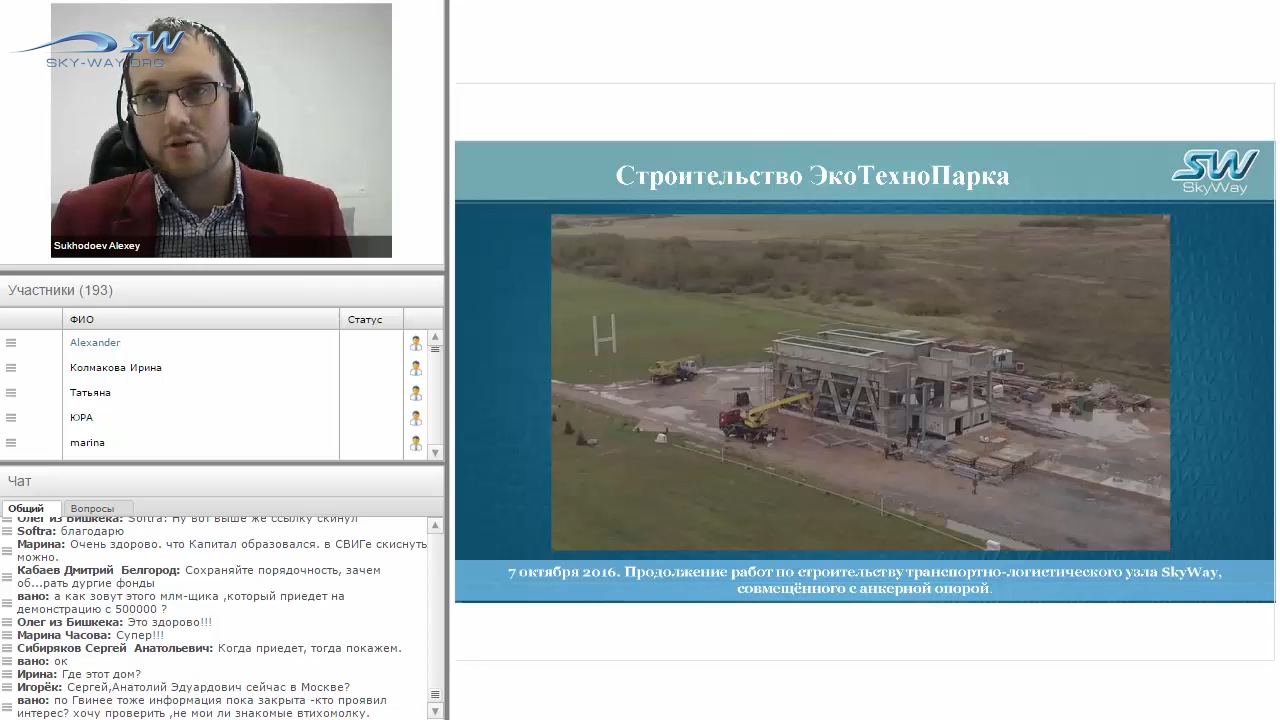 SW
SKY-WAY.ORG
Sukhodoev Alexey
Участники (193)
ФИО
Статус
Alexander
Колмакова Ирина
Татьяна
ЮРА
marina
Чат
Общий
Вопросы
Олег из Бишкека: Softra! Ну вот выше же ссылку скинул
Softra: благодарю
Марина: Очень здорово. что Капитал образовался. в СВИГе скиснуть
можно.
Кабаев Дмитрий Белгород: Сохраняйте порядочность, зачем
об...рать дургие фонды
вано: а как зовут этого млм-щика ,который приедет на
демонстрацию с 500000 ?
Олег из Бишкека: Это здорово!!!
Марина Часова: Супер!!!
Сибиряков Сергей Анатольевич: Когда приедет, тогда покажем.
вано: ок
Ирина: Где этот дом?
Игорёк: Сергей,Анатолий Эдуардович сейчас в Москве?
вано: по Гвинее тоже информация пока закрыта -кто проявил
интерес? хочу проверить ,не мои ли знакомые втихомолку.
Строительство ЭкоТехноПарка
SW
SkyWay
H
7 октября 2016. Продолжение работ по строительству транспортно-логистического узла SkyWay,
совмещённого с анкерной опорой.